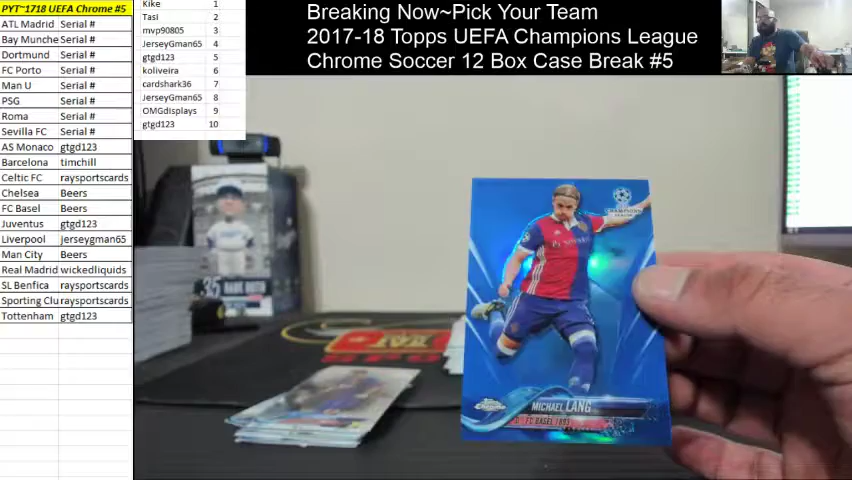 PYT~1718 UEFA Chrome #5
ATL Madrid Serial #
Bay Munche Serial #
Dortmund Serial #
FC Porto Serial #
Man U Serial #
PSG Serial #
Roma Serial #
Sevilla FC Serial #
AS Monaco gtgd123
Barcelona timchill
Celtic FC raysportscards
Chelsea Beers
FC Basel Beers
Juventus gtgd123
Liverpool jerseygman65
Man City Beers
Real Madrid wickedliquids
SL Benfica raysportscards
Sporting Clu raysportscards
Tottenham gtgd123
Kike 1
Tasi 2
mvp90805 3
JerseyGman65 4
gtgd123 5
koliveira 6
cardshark36 7
JerseyGman65 8
OMGdisplays 9
gtgd123 10
Breaking Now~Pick Your Team
2017-18 Topps UEFA Champions League
Chrome Soccer 12 Box Case Break #5
CHAMPIONS
LEAGUE
Chrome
MICHAEL LANG
FC BASEL 1893
35